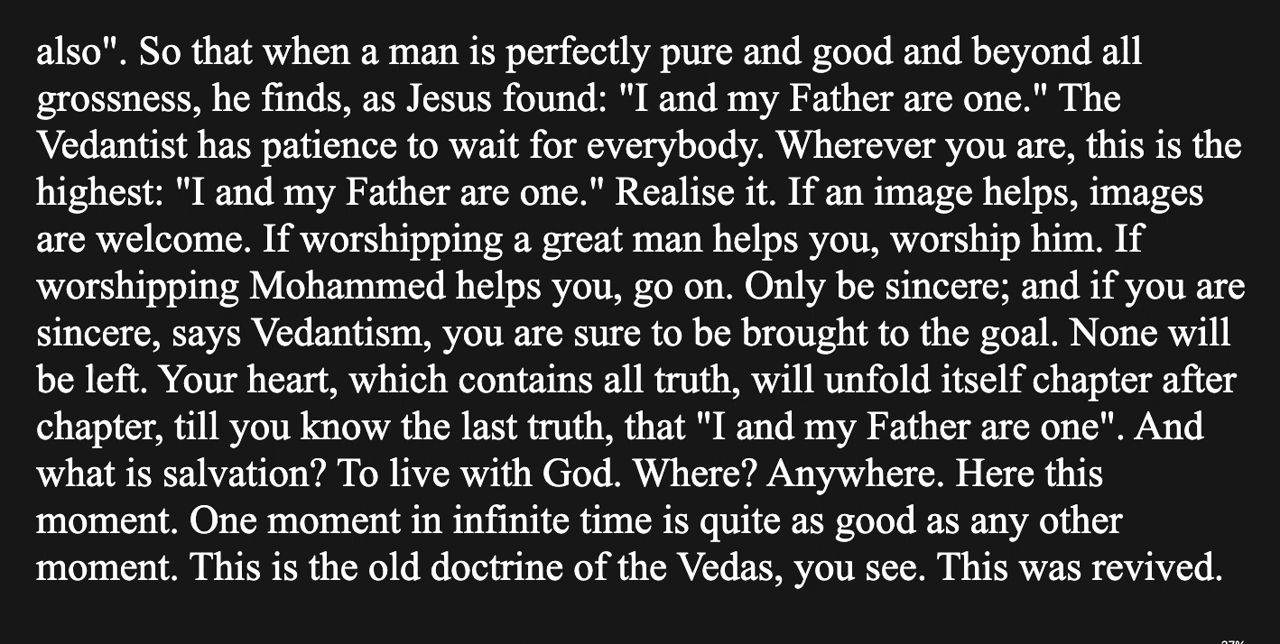 also". So that when a man is perfectly pure and good and beyond all
grossness, he finds, as Jesus found: "I and my Father are one." The
Vedantist has patience to wait for everybody. Wherever you are, this is the
highest: "I and my Father are one." Realise it. If an image helps, images
are welcome. If worshipping a great man helps you, worship him. If
worshipping Mohammed helps you, go on. Only be sincere; and if you are
sincere, says Vedantism, you are sure to be brought to the goal. None will
be left. Your heart, which contains all truth, will unfold itself chapter after
chapter, till you know the last truth, that "I and my Father are one". And
what is salvation? To live with God. Where? Anywhere. Here this
moment. One moment in infinite time is quite as good as any other
moment. This is the old doctrine of the Vedas, you see. This was revived.